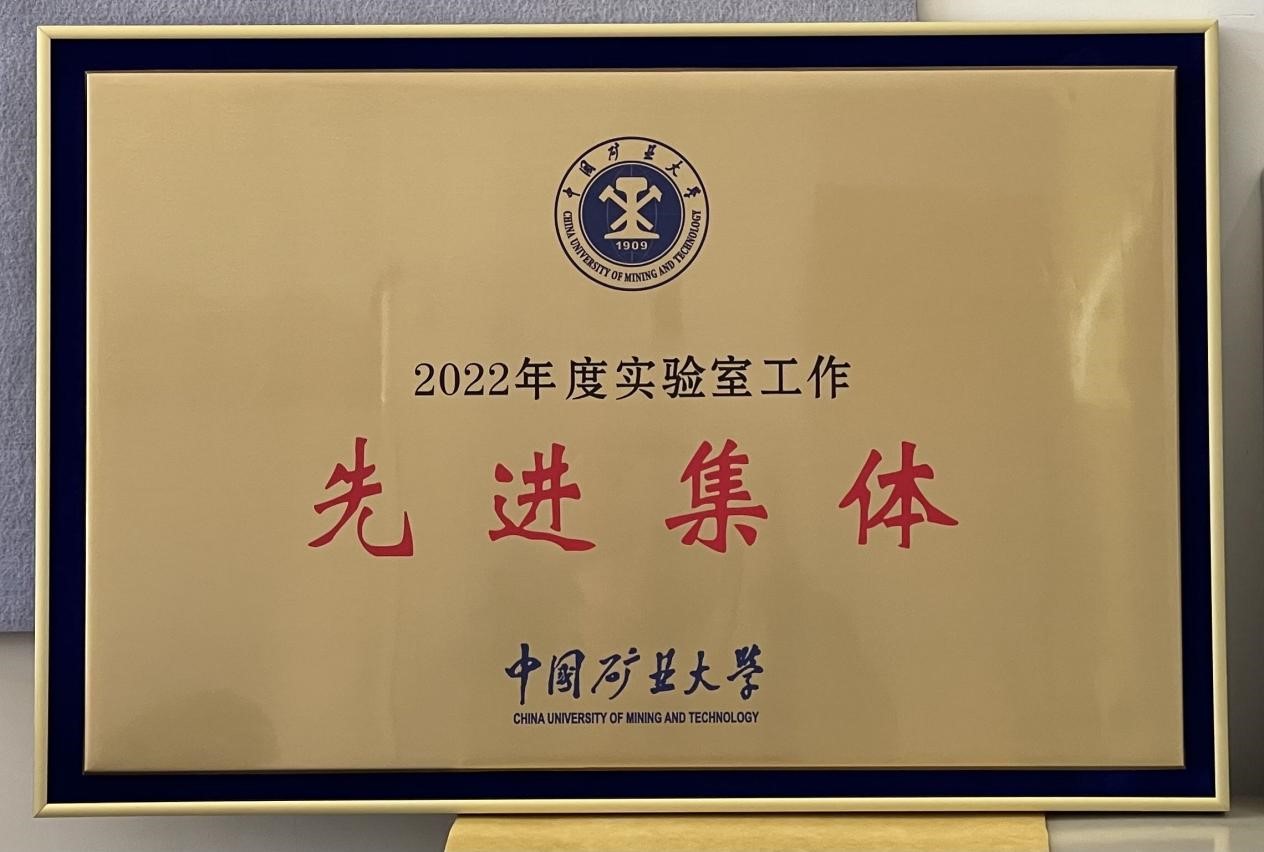 中国矿业大学
CHINA UNIVERSITY OF MINING AND TECHNOLOGY
1909
2022年度实验室工作
先进集体
中国矿业大学
CHINA UNIVERSITY OF MINING AND TECHNOLOGY